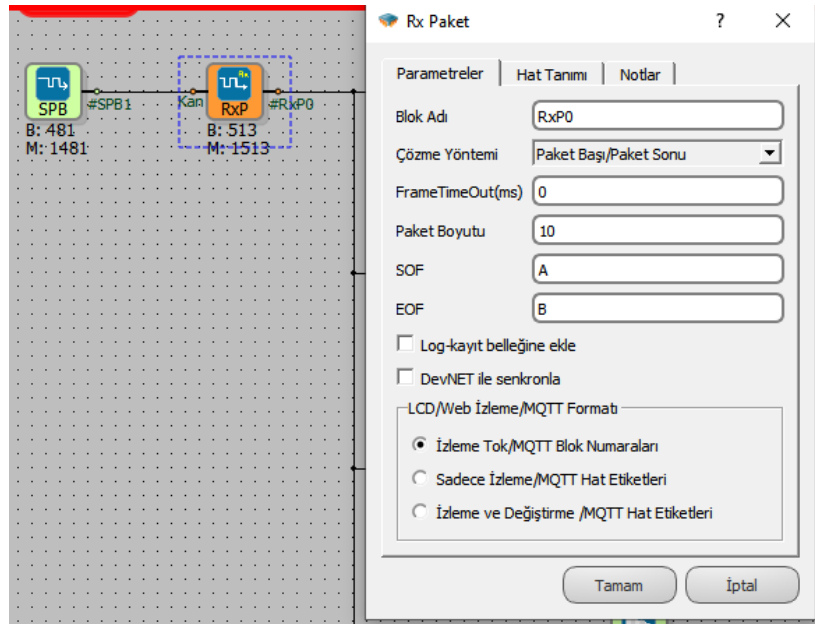 SPB
#SPB1
B: 481
M: 1481
Kan
Rx
RxP
#RxP0
B: 513
M: 1513
Rx Paket
?
Parametreler
Hat Tanımı
Notlar
Blok Adı
RxP0
Çözme Yöntemi
Paket Başı/Paket Sonu
FrameTimeOut(ms)
0
Paket Boyutu
10
SOF
A
EOF
B
Log-kayıt belleğine ekle
DevNET ile senkronla
LCD/Web İzleme/MQTT Formatı
İzleme Tok/MQTT Blok Numaraları
Sadece İzleme/MQTT Hat Etiketleri
İzleme ve Değiştirme /MQTT Hat Etiketleri
Tamam
İptal